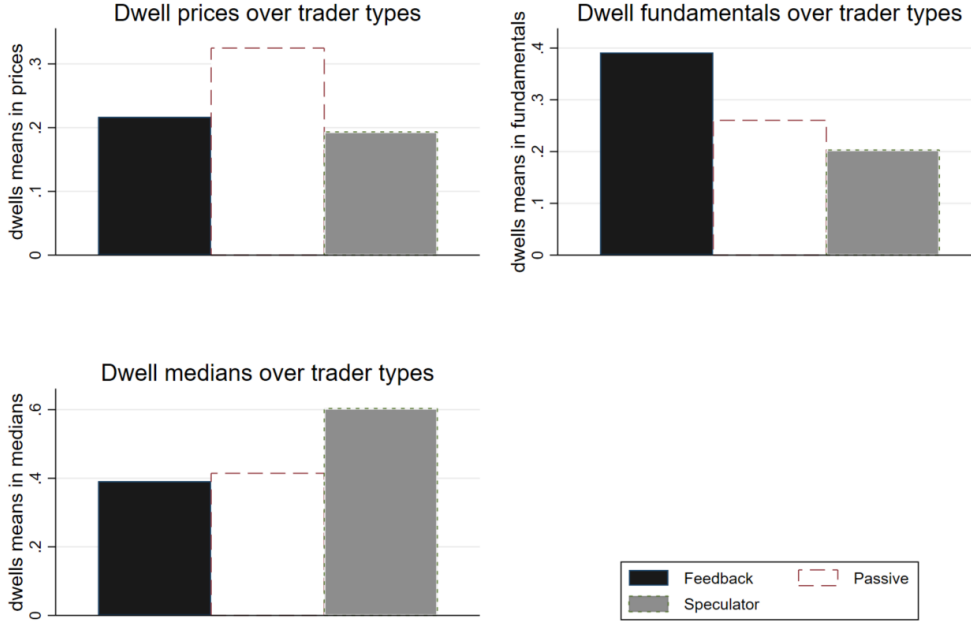 Dwell prices over trader types
dwells means in prices
.3
.2
.1
0
Dwell fundamentals over trader types
dwells means in fundamentals
.4
.3
.2
.1
0
Dwell medians over trader types
dwells means in medians
.6
.4
.2
0
Feedback
Passive
Speculator